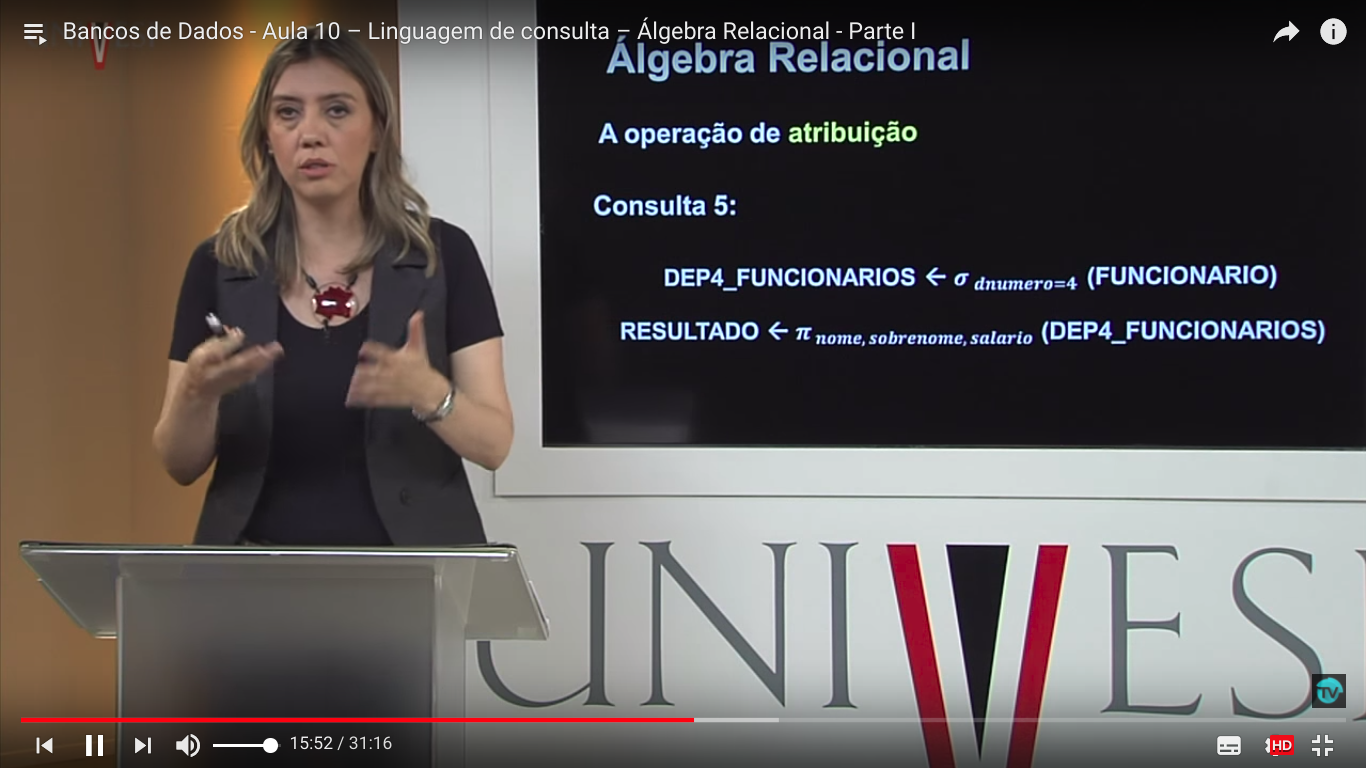 Bancos de Dados - Aula 10 – Linguagem de consulta – Álgebra Relacional - Parte I
Álgebra Relacional
A operação de atribuição
Consulta 5:
DEP4_FUNCIONARIOS ← σ dnumero=4 (FUNCIONARIO)
RESULTADO ← π nome, sobrenome, salario (DEP4_FUNCIONARIOS)
UNIVES
TV
15:52 / 31:16
HD